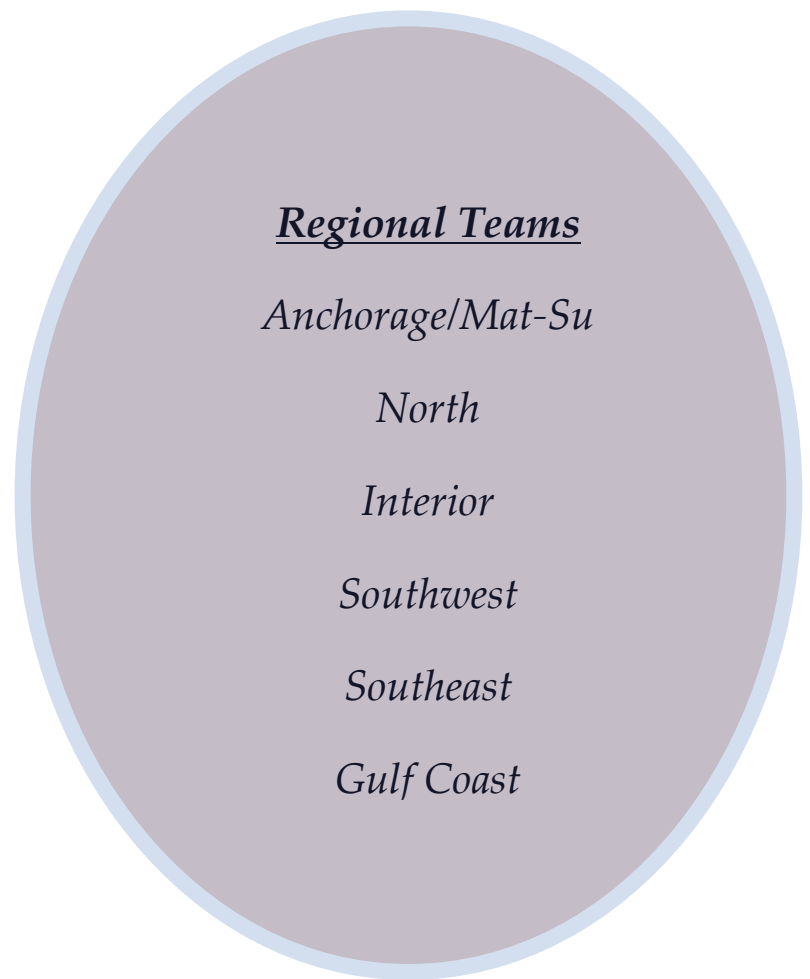 Regional Teams
Anchorage/Mat-Su
North
Interior
Southwest
Southeast
Gulf Coast